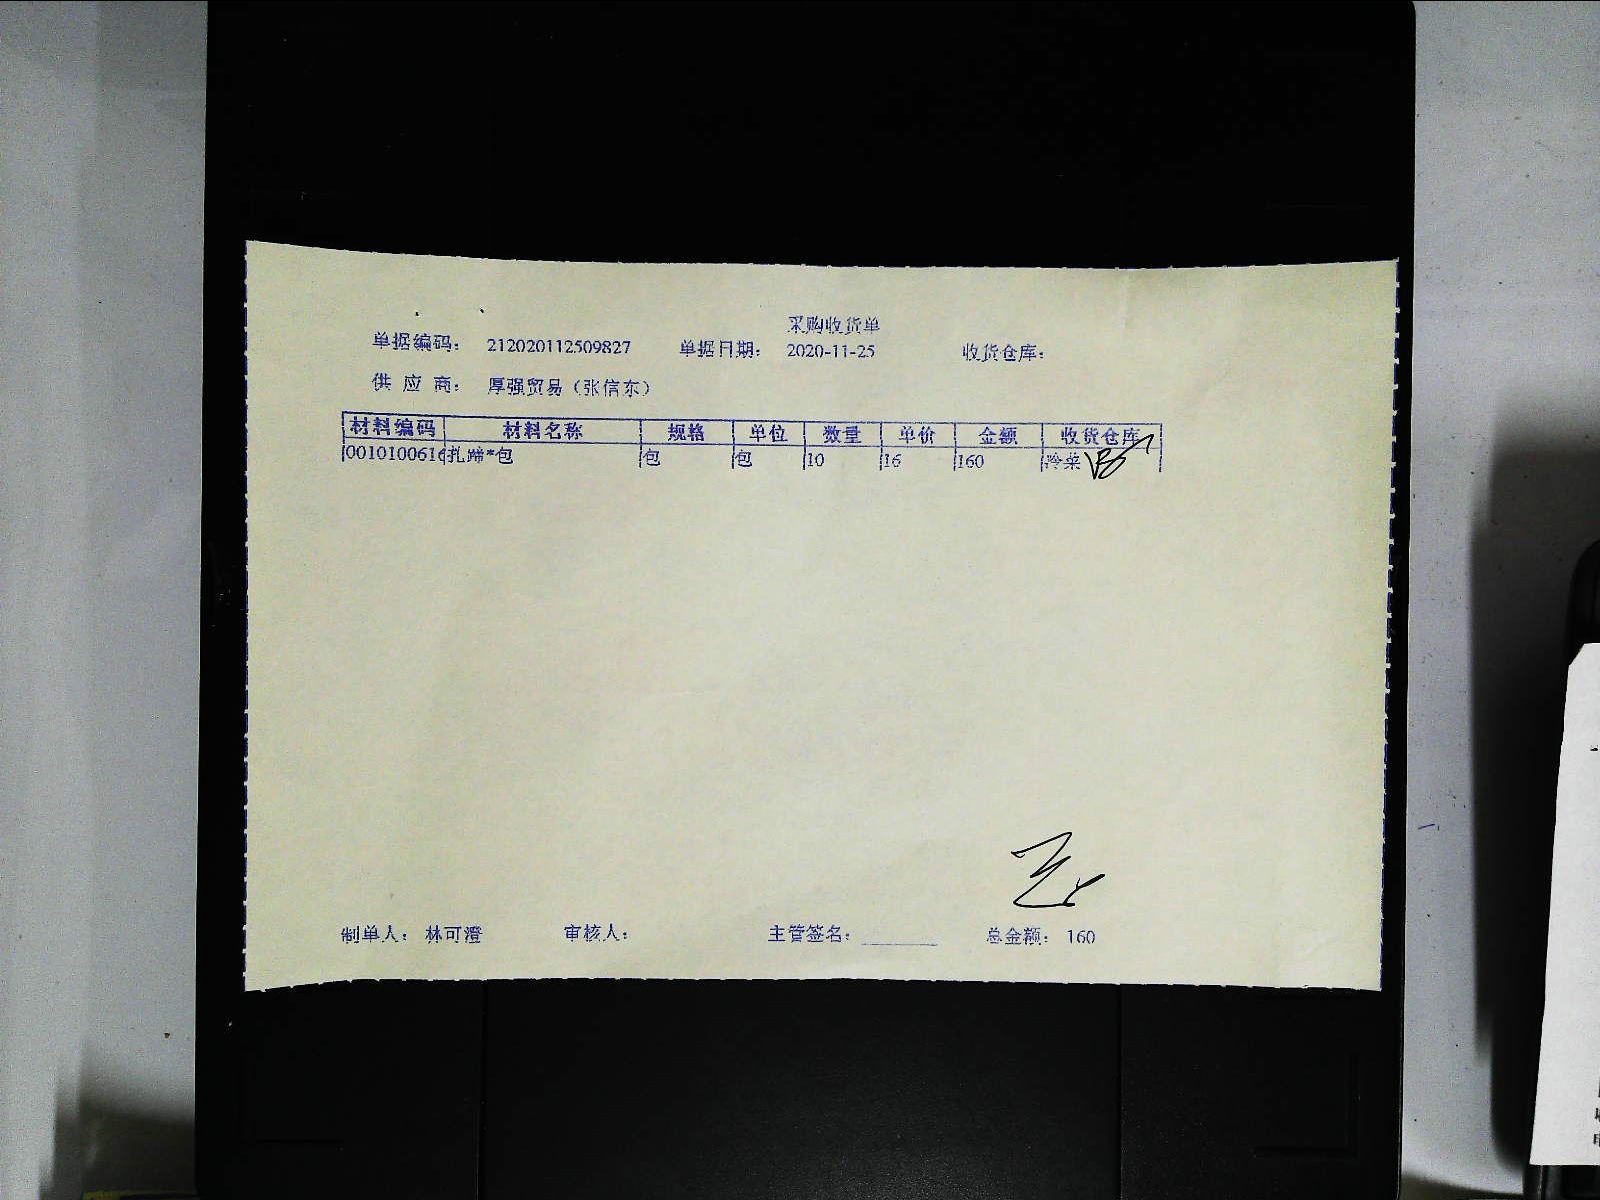 采购收货单
单据编码： 212020112509827 单据日期： 2020-11-25 收货仓库：
供 应 商： 厚强贸易（张信东）
材料编码 材料名称 规格 单位 数量 单价 金额 收货仓库
0010100616 扎蹄*包 包 包 10 16 160 冷菜
制单人： 林可澄 审核人： 主管签名： 总金额： 160